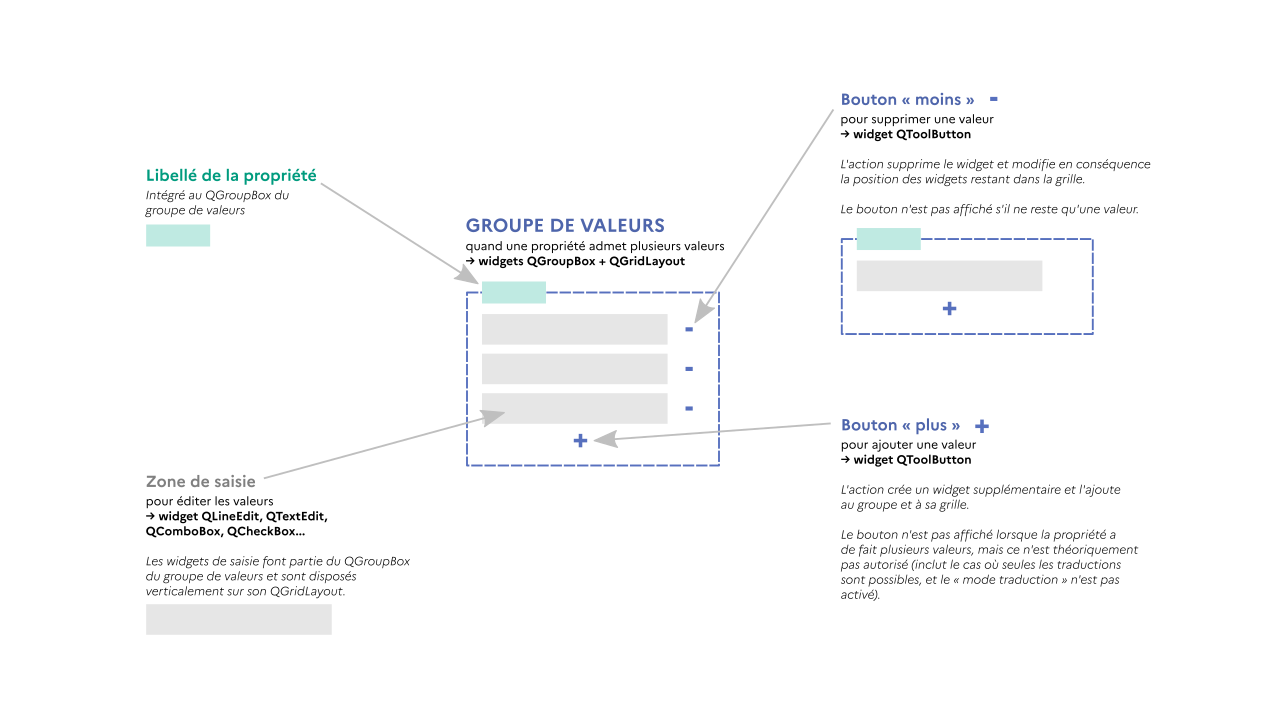 Libellé de la propriété
Intégré au QGroupBox du
groupe de valeurs
GROUPE DE VALEURS
quand une propriété admet plusieurs valeurs
→ widgets QGroupBox + QGridLayout
-
-
-
+
Zone de saisie
pour éditer les valeurs
→ widget QLineEdit, QTextEdit,
QComboBox, QCheckBox...
Les widgets de saisie font partie du QGroupBox
du groupe de valeurs et sont disposés
verticalement sur son QGridLayout.
Bouton « moins » -
pour supprimer une valeur
→ widget QToolButton
L'action supprime le widget et modifie en conséquence
la position des widgets restant dans la grille.
Le bouton n'est pas affiché s'il ne reste qu'une valeur.
+
Bouton « plus » +
pour ajouter une valeur
→ widget QToolButton
L'action crée un widget supplémentaire et l'ajoute
au groupe et à sa grille.
Le bouton n'est pas affiché lorsque la propriété a
de fait plusieurs valeurs, mais ce n'est théoriquement
pas autorisé (inclut le cas où seules les traductions
sont possibles, et le « mode traduction » n'est pas
activé).